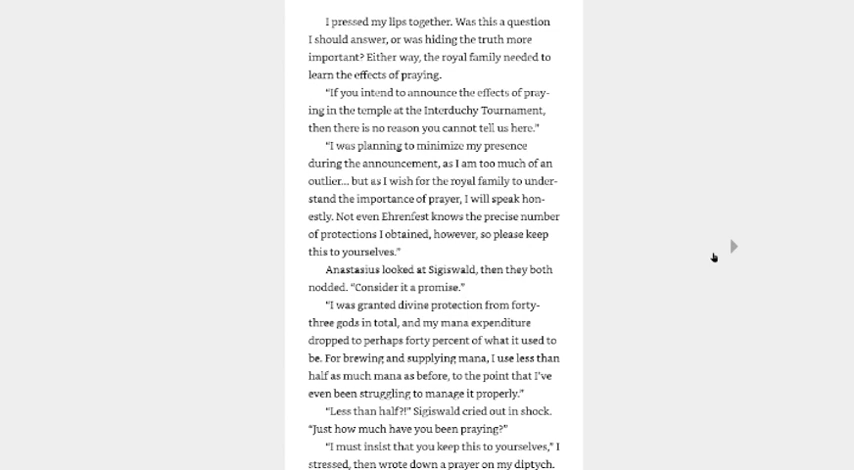 I pressed my lips together. Was this a question
I should answer, or was hiding the truth more
important? Either way, the royal family needed to
learn the effects of praying.
“If you intend to announce the effects of pray-
ing in the temple at the Interduchy Tournament,
then there is no reason you cannot tell us here.”
“I was planning to minimize my presence
during the announcement, as I am too much of an
outlier... but as I wish for the royal family to under-
stand the importance of prayer, I will speak hon-
estly. Not even Ehrenfest knows the precise number
of protections I obtained, however, so please keep
this to yourselves.”
Anastasius looked at Sigiswald, then they both
nodded. “Consider it a promise.”
“I was granted divine protection from forty-
three gods in total, and my mana expenditure
dropped to perhaps forty percent of what it used to
be. For brewing and supplying mana, I use less than
half as much mana as before, to the point that I’ve
even been struggling to manage it properly.”
“Less than half?!” Sigiswald cried out in shock.
“Just how much have you been praying?”
“I must insist that you keep this to yourselves,” I
stressed, then wrote down a prayer on my diptych.